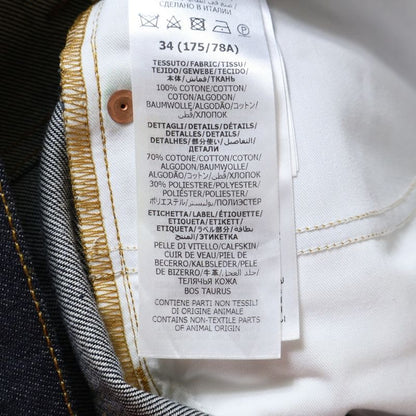 СДЕЛАНО В ИТАЛИИ
34 (175/78A)
TESSUTO/FABRIC/TISSU/
TEJIDO/GEWEBE/TECIDO/
本体/قماش/ТКАНЬ
100% COTONE/COTTON/
COTON/ALGODON/
BAUMWOLLE/ALGODÃO/コットン/
قطن/ХЛОПОК
DETTAGLI/DETAILS/DÉTAILS/
DETALLES/DETAILS/
DETALHES/部分使い/التفاصيل/
ДЕТАЛИ
70% COTONE/COTTON/COTON/
ALGODON/BAUMWOLLE/
ALGODÃO/コットン/قطن/ХЛОПОК
30% POLIESTERE/POLYESTER/
POLIÉSTER/POLYESTER/
ポリエステル/بوليستر/ПОЛИЭСТЕР
ETICHETTA/LABEL/ÉTIQUETTE/
ETIQUETA/ETIKETT/
ETIQUETA/ラベル部分/بطاقة/
ЭТИКЕТКА
PELLE DI VITELLO/CALFSKIN/
CUIR DE VEAU/PIEL DE
BECERRO/KALBSLEDER/PELE
DE BIZERRO/牛革/جلد العجل/
ТЕЛЯЧЬЯ КОЖА
BOS TAURUS
CONTIENE PARTI NON TESSILI
DI ORIGINE ANIMALE
CONTAINS NON-TEXTILE PARTS
OF ANIMAL ORIGIN